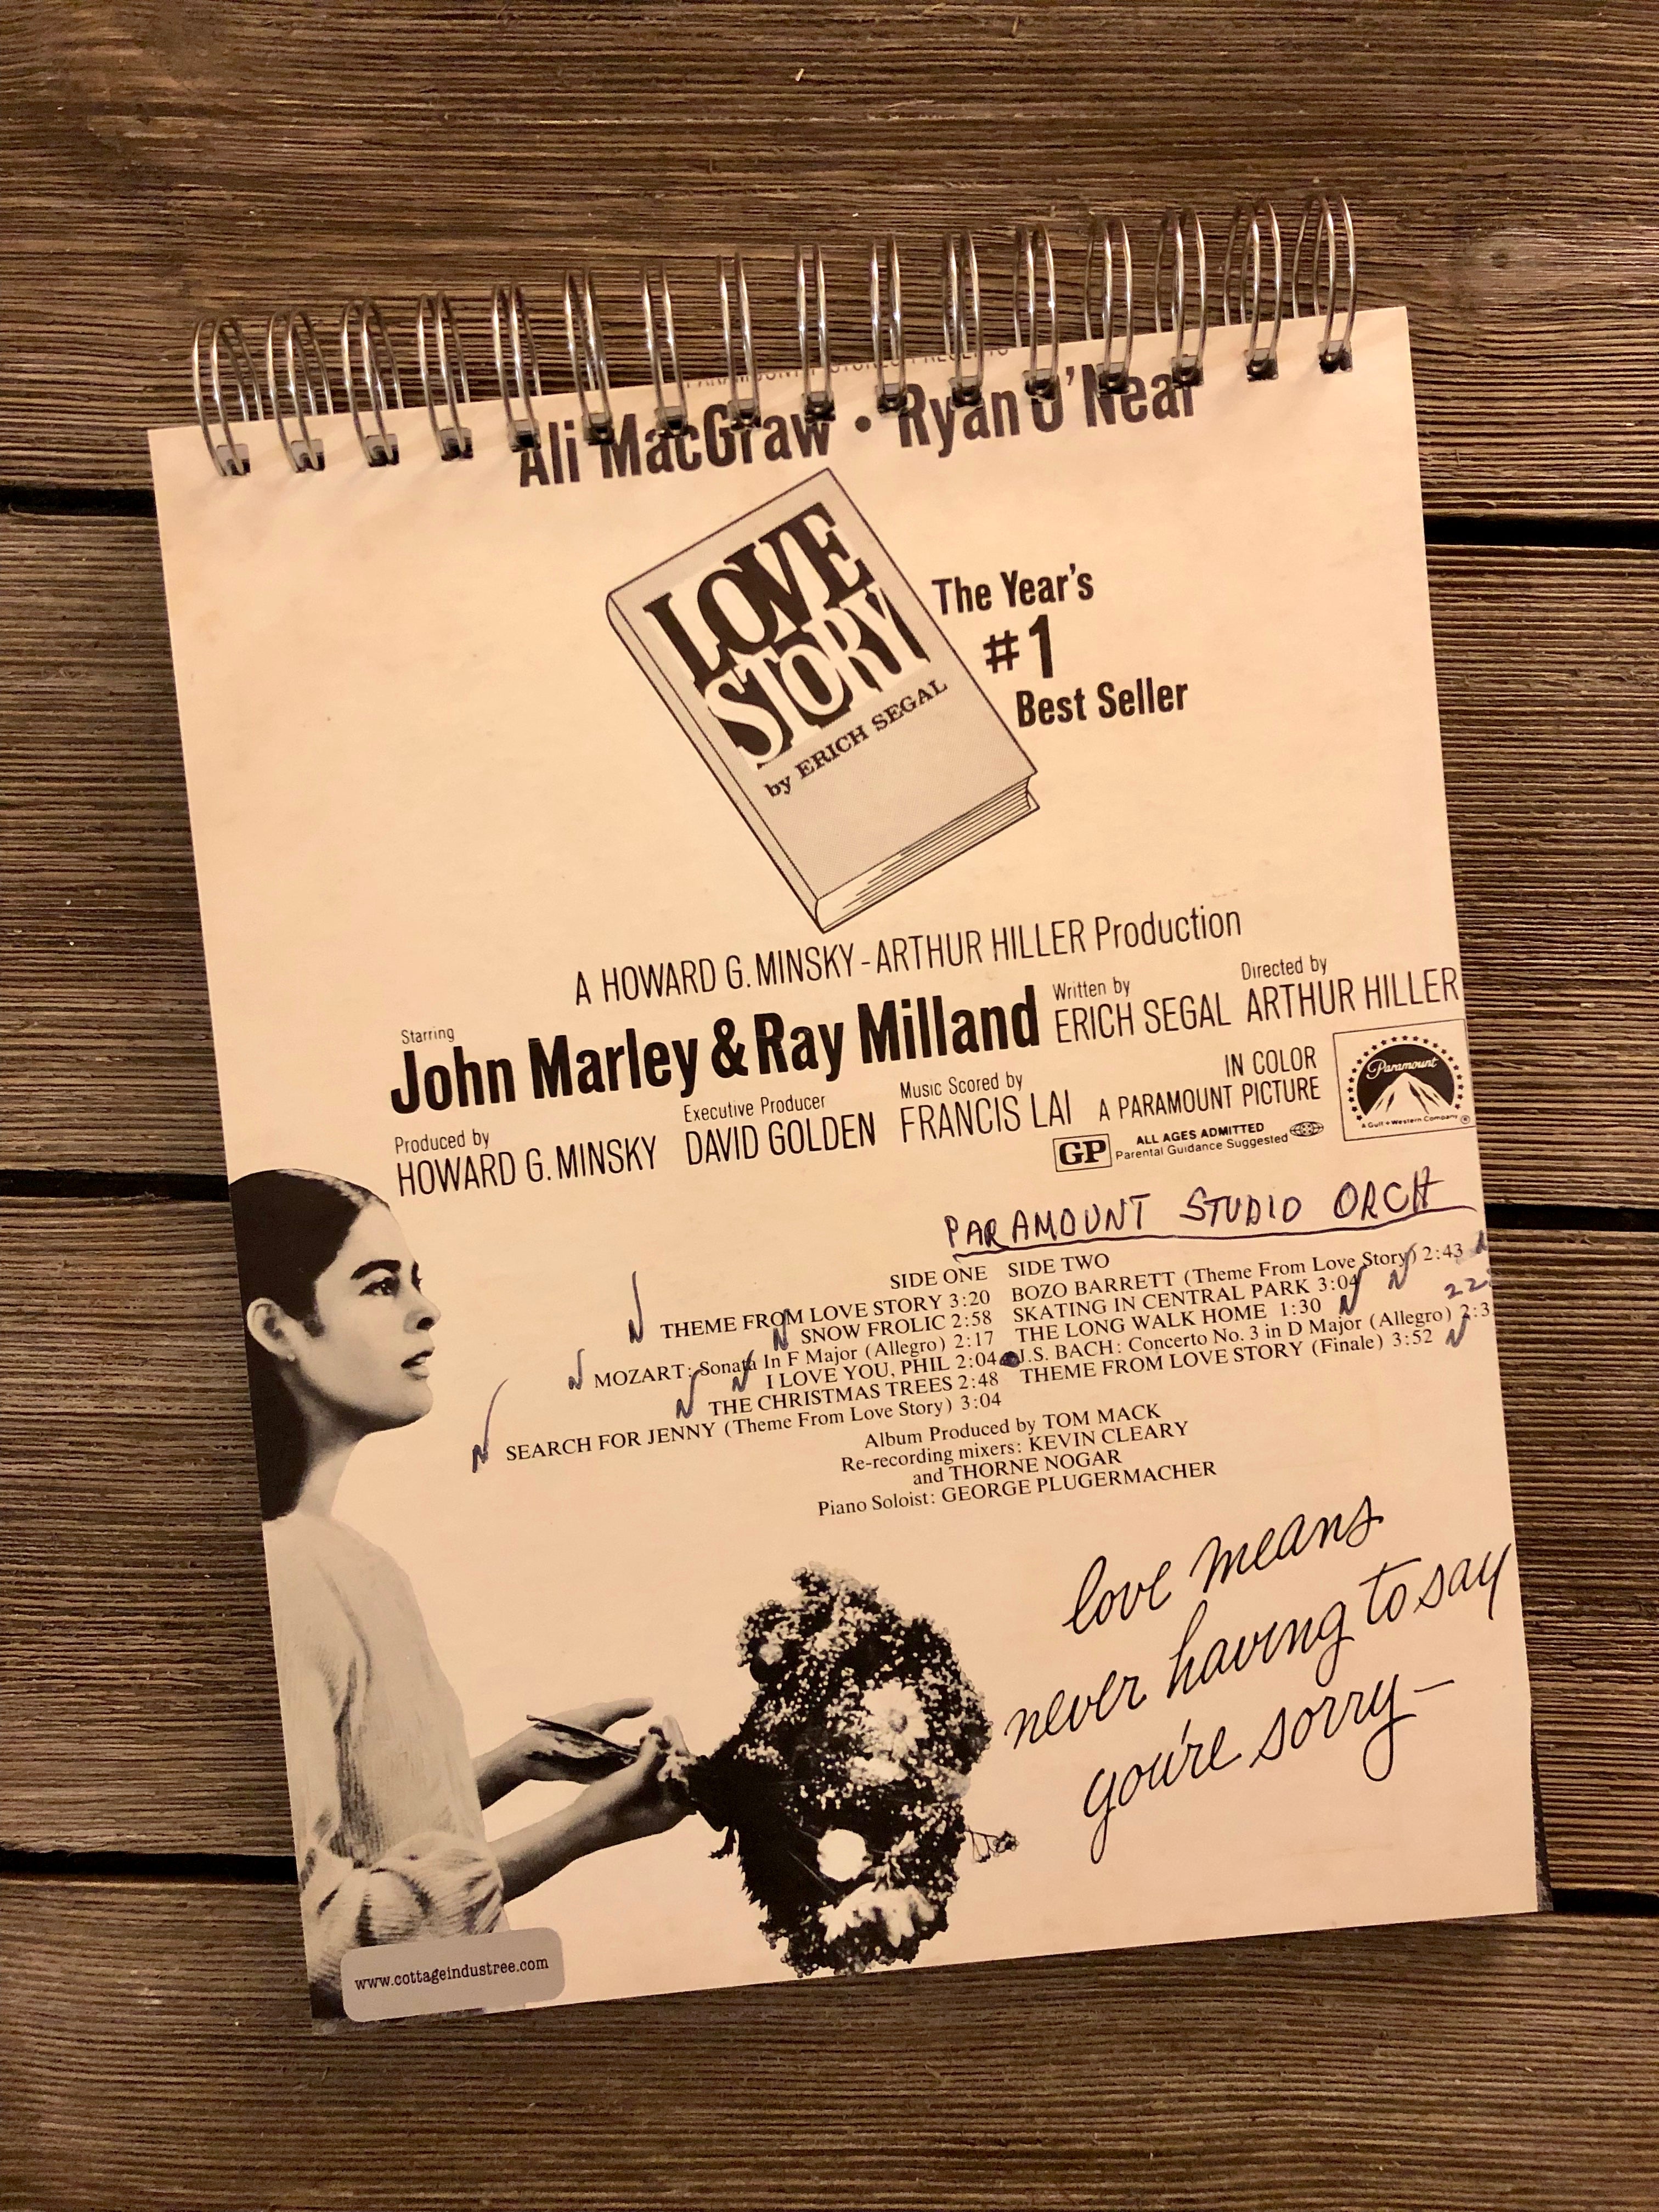 PARAMOUNT PICTURES PRESENTS
Ali MacGraw • Ryan O'Neal
LOVE
STORY
by ERICH SEGAL
The Year's
#1
Best Seller
A HOWARD G. MINSKY - ARTHUR HILLER Production
Starring
John Marley & Ray Milland
Written by
ERICH SEGAL
Directed by
ARTHUR HILLER
Produced by
HOWARD G. MINSKY
Executive Producer
DAVID GOLDEN
Music Scored by
FRANCIS LAI
IN COLOR
A PARAMOUNT PICTURE
Paramount
A Gulf+Western Company
®
GP
ALL AGES ADMITTED
Parental Guidance Suggested
PARAMOUNT STUDIO ORCH
SIDE ONE
THEME FROM LOVE STORY 3:20
SNOW FROLIC 2:58
MOZART: Sonata In F Major (Allegro) 2:17
I LOVE YOU, PHIL 2:04
THE CHRISTMAS TREES 2:48
SEARCH FOR JENNY (Theme From Love Story) 3:04
SIDE TWO
BOZO BARRETT (Theme From Love Story) 2:43
SKATING IN CENTRAL PARK 3:04
THE LONG WALK HOME 1:30
J.S. BACH: Concerto No. 3 in D Major (Allegro) 2:3
THEME FROM LOVE STORY (Finale) 3:52
Album Produced by TOM MACK
Re-recording mixers: KEVIN CLEARY
and THORNE NOGAR
Piano Soloist: GEORGE PLUGERMACHER
love means
never having to say
you're sorry—
www.cottageindustree.com